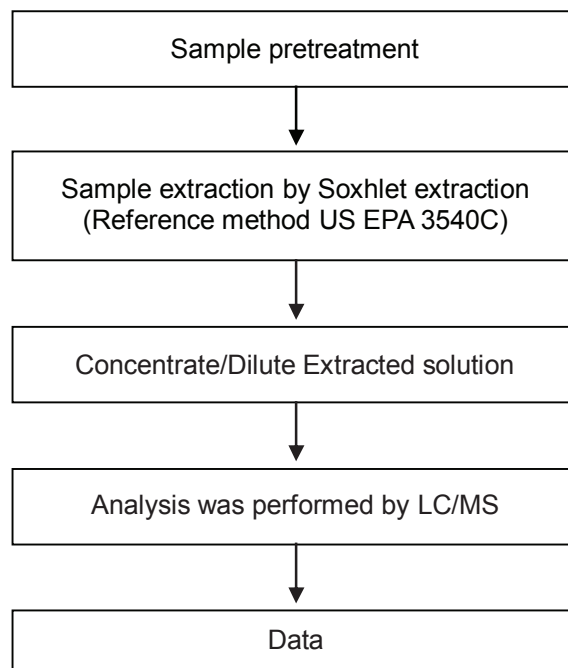 Sample pretreatment
Sample extraction by Soxhlet extraction
(Reference method US EPA 3540C)
Concentrate/Dilute Extracted solution
Analysis was performed by LC/MS
Data